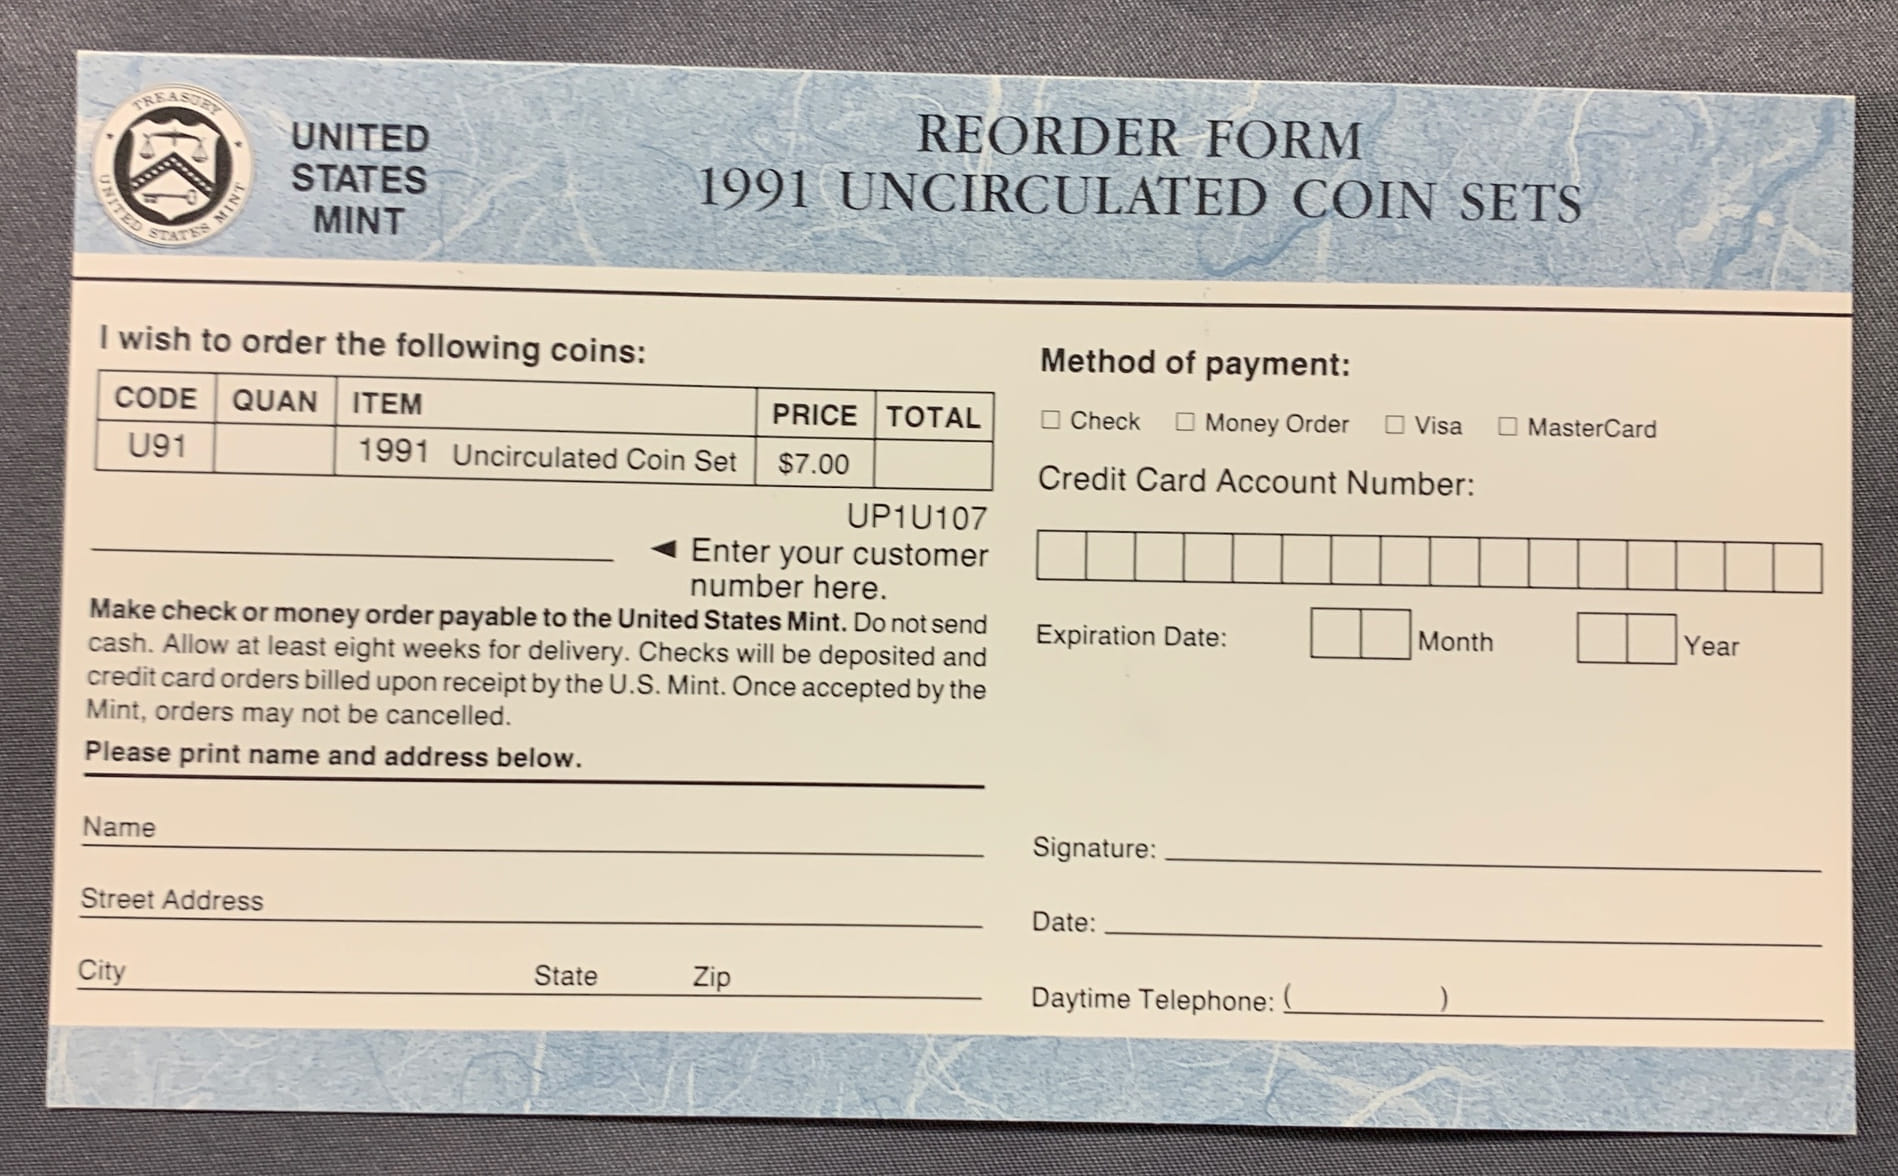 TREASURY
UNITED STATES MINT
UNITED
STATES
MINT
REORDER FORM
1991 UNCIRCULATED COIN SETS
I wish to order the following coins:
CODE QUAN ITEM PRICE TOTAL
U91 1991 Uncirculated Coin Set $7.00
UP1U107
◄ Enter your customer
number here.
Make check or money order payable to the United States Mint. Do not send
cash. Allow at least eight weeks for delivery. Checks will be deposited and
credit card orders billed upon receipt by the U.S. Mint. Once accepted by the
Mint, orders may not be cancelled.
Please print name and address below.
Name
Street Address
City State Zip
Method of payment:
☐ Check ☐ Money Order ☐ Visa ☐ MasterCard
Credit Card Account Number:
Expiration Date: Month Year
Signature:
Date:
Daytime Telephone: ( )